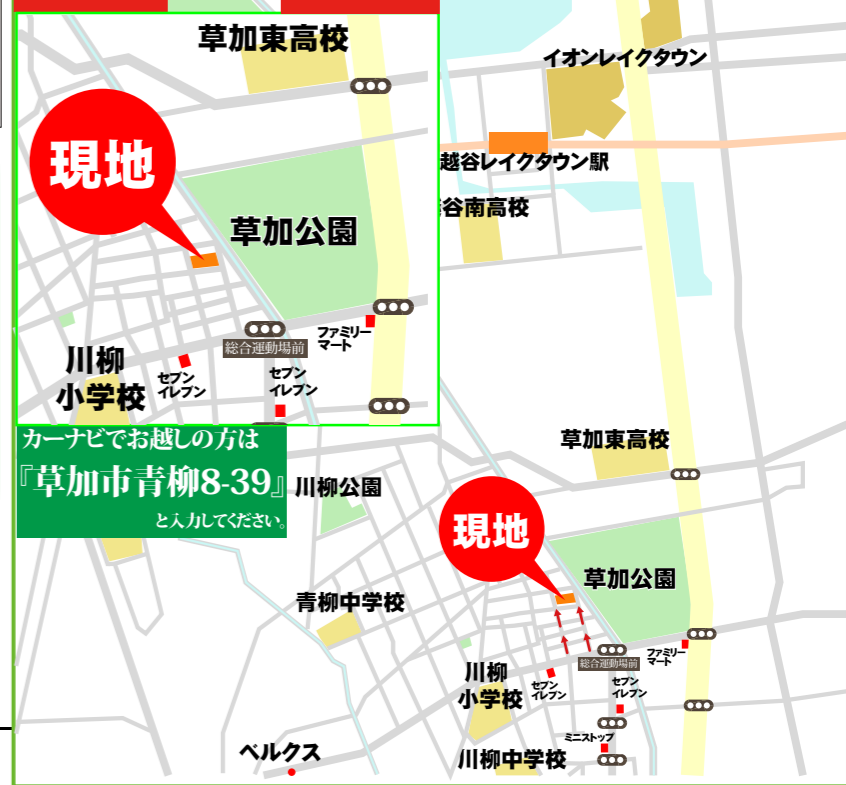 草加東高校
現地
草加公園
ファミリー
マート
総合運動場前
川柳
小学校
セブン
イレブン
セブン
イレブン
カーナビでお越しの方は
『草加市青柳8-39』
と入力してください。
イオンレイクタウン
越谷レイクタウン駅
谷南高校
草加東高校
川柳公園
現地
草加公園
青柳中学校
ファミリー
マート
総合運動場前
川柳
小学校
セブン
イレブン
セブン
イレブン
ミニストップ
ベルクス
川柳中学校